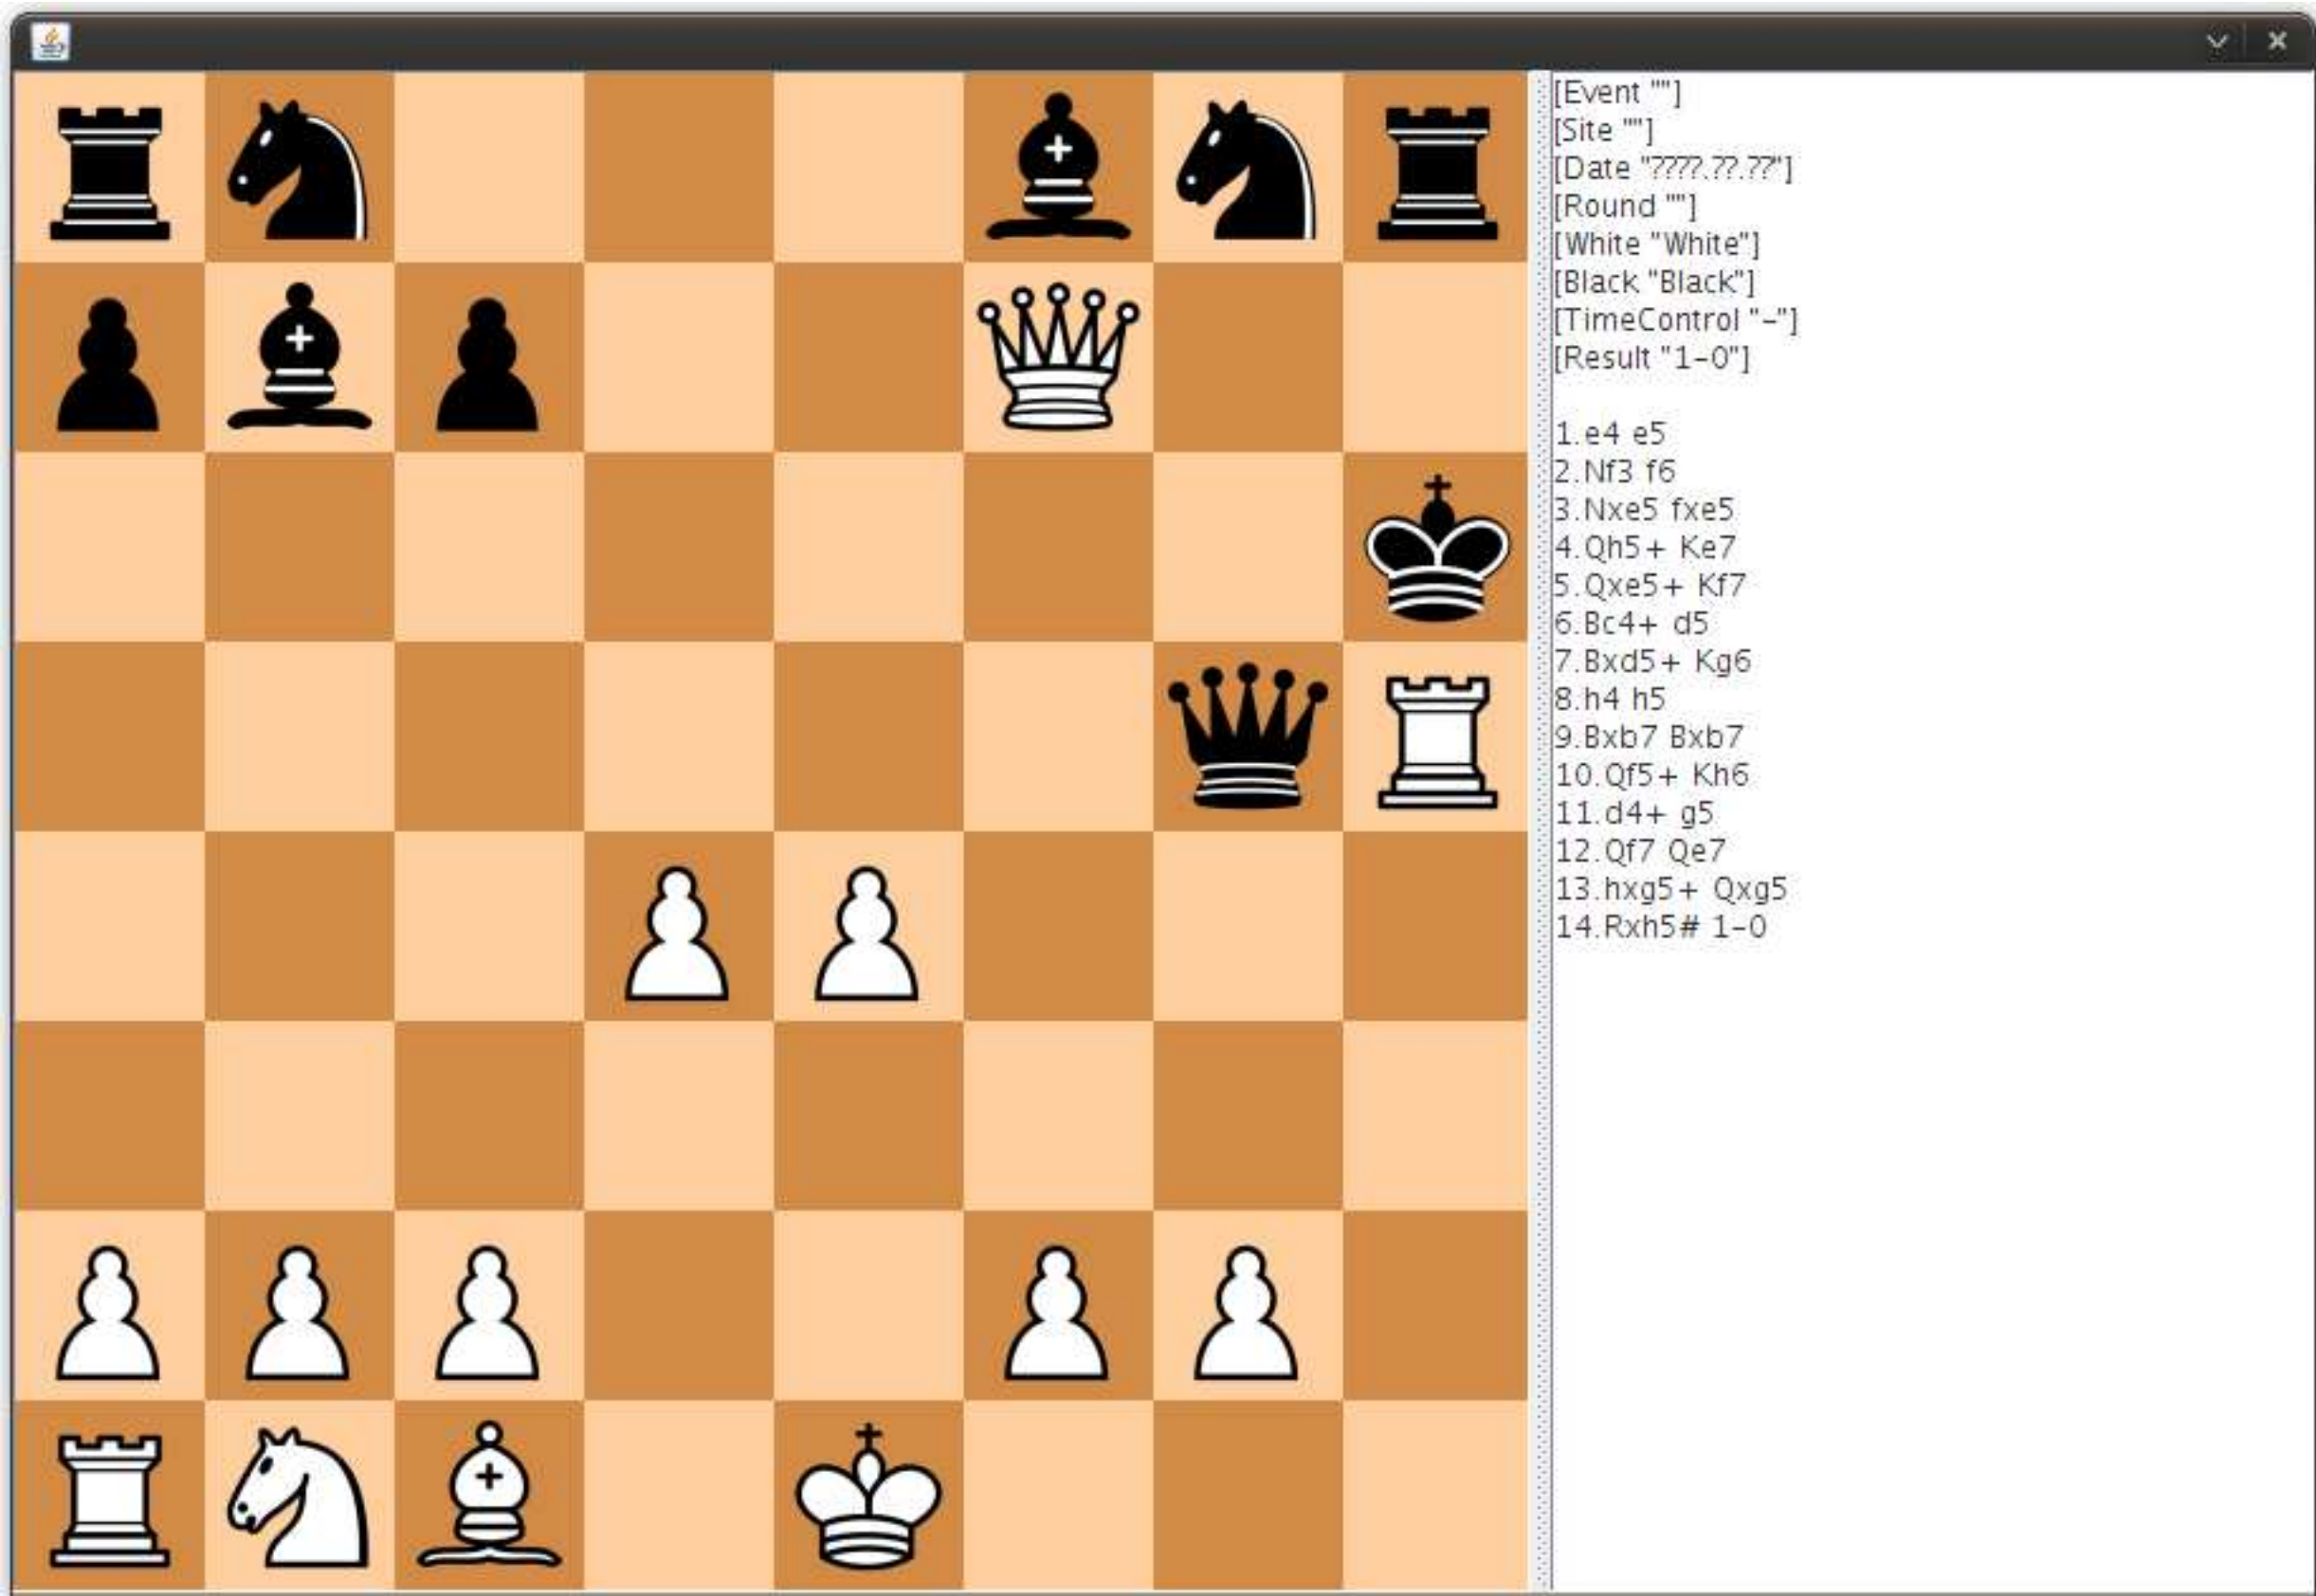 [Event ""]
[Site ""]
[Date "????.??.??"]
[Round ""]
[White "White"]
[Black "Black"]
[TimeControl "-"]
[Result "1-0"]
1.e4 e5
2.Nf3 f6
3.Nxe5 fxe5
4.Qh5+ Ke7
5.Qxe5+ Kf7
6.Bc4+ d5
7.Bxd5+ Kg6
8.h4 h5
9.Bxb7 Bxb7
10.Qf5+ Kh6
11.d4+ g5
12.Qf7 Qe7
13.hxg5+ Qxg5
14.Rxh5# 1-0